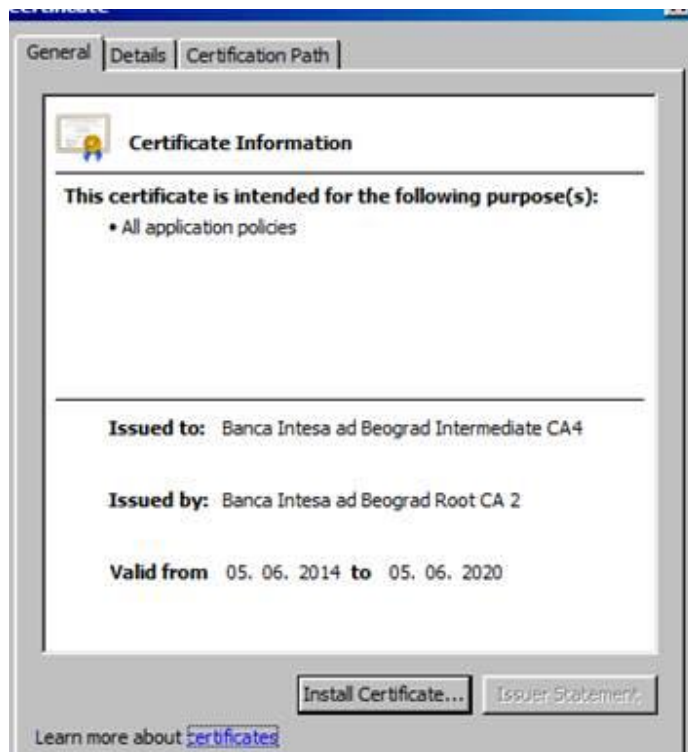 Certificate
General Details Certification Path
Certificate Information
This certificate is intended for the following purpose(s):
• All application policies
Issued to: Banca Intesa ad Beograd Intermediate CA4
Issued by: Banca Intesa ad Beograd Root CA 2
Valid from 05. 06. 2014 to 05. 06. 2020
Install Certificate... Issuer Statement
Learn more about certificates